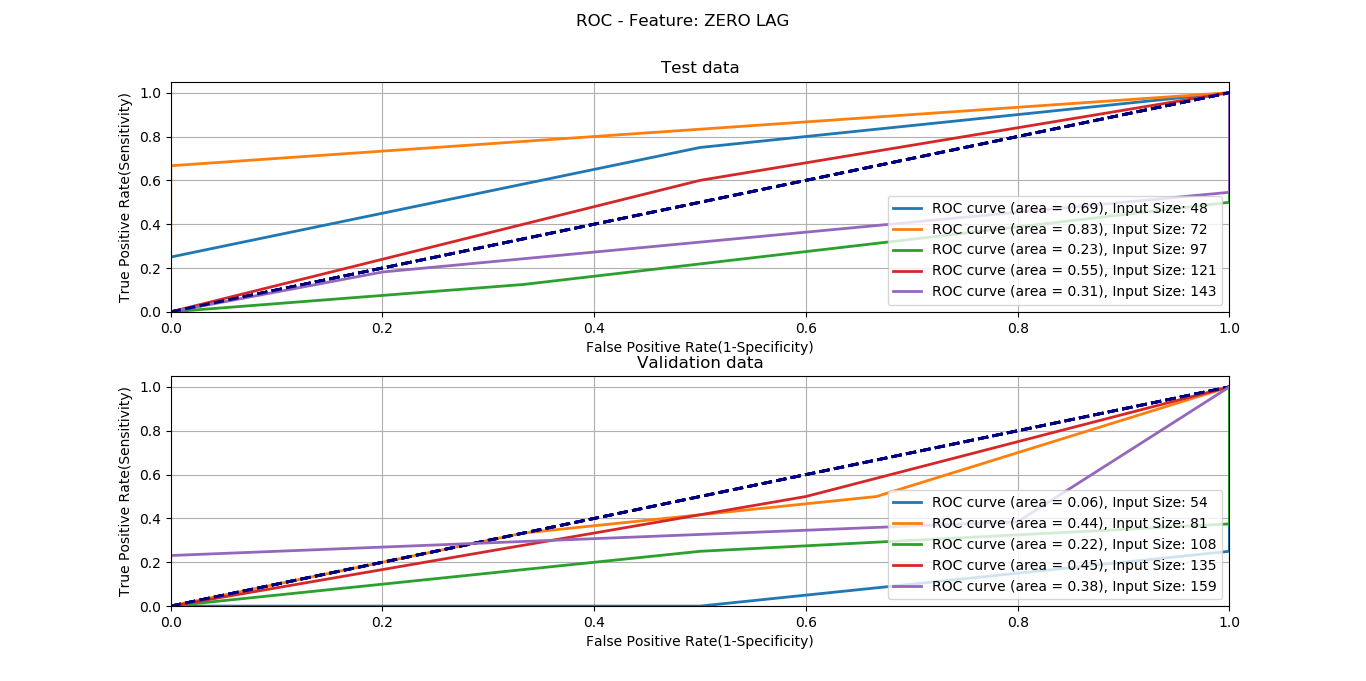 ROC - Feature: ZERO LAG
Test data
True Positive Rate(Sensitivity)
1.0
0.8
0.6
0.4
0.2
0.0
ROC curve (area = 0.69), Input Size: 48
ROC curve (area = 0.83), Input Size: 72
ROC curve (area = 0.23), Input Size: 97
ROC curve (area = 0.55), Input Size: 121
ROC curve (area = 0.31), Input Size: 143
0.0 0.2 0.4 0.6 0.8 1.0
False Positive Rate(1-Specificity)
Validation data
True Positive Rate(Sensitivity)
1.0
0.8
0.6
0.4
0.2
0.0
ROC curve (area = 0.06), Input Size: 54
ROC curve (area = 0.44), Input Size: 81
ROC curve (area = 0.22), Input Size: 108
ROC curve (area = 0.45), Input Size: 135
ROC curve (area = 0.38), Input Size: 159
0.0 0.2 0.4 0.6 0.8 1.0
False Positive Rate(1-Specificity)